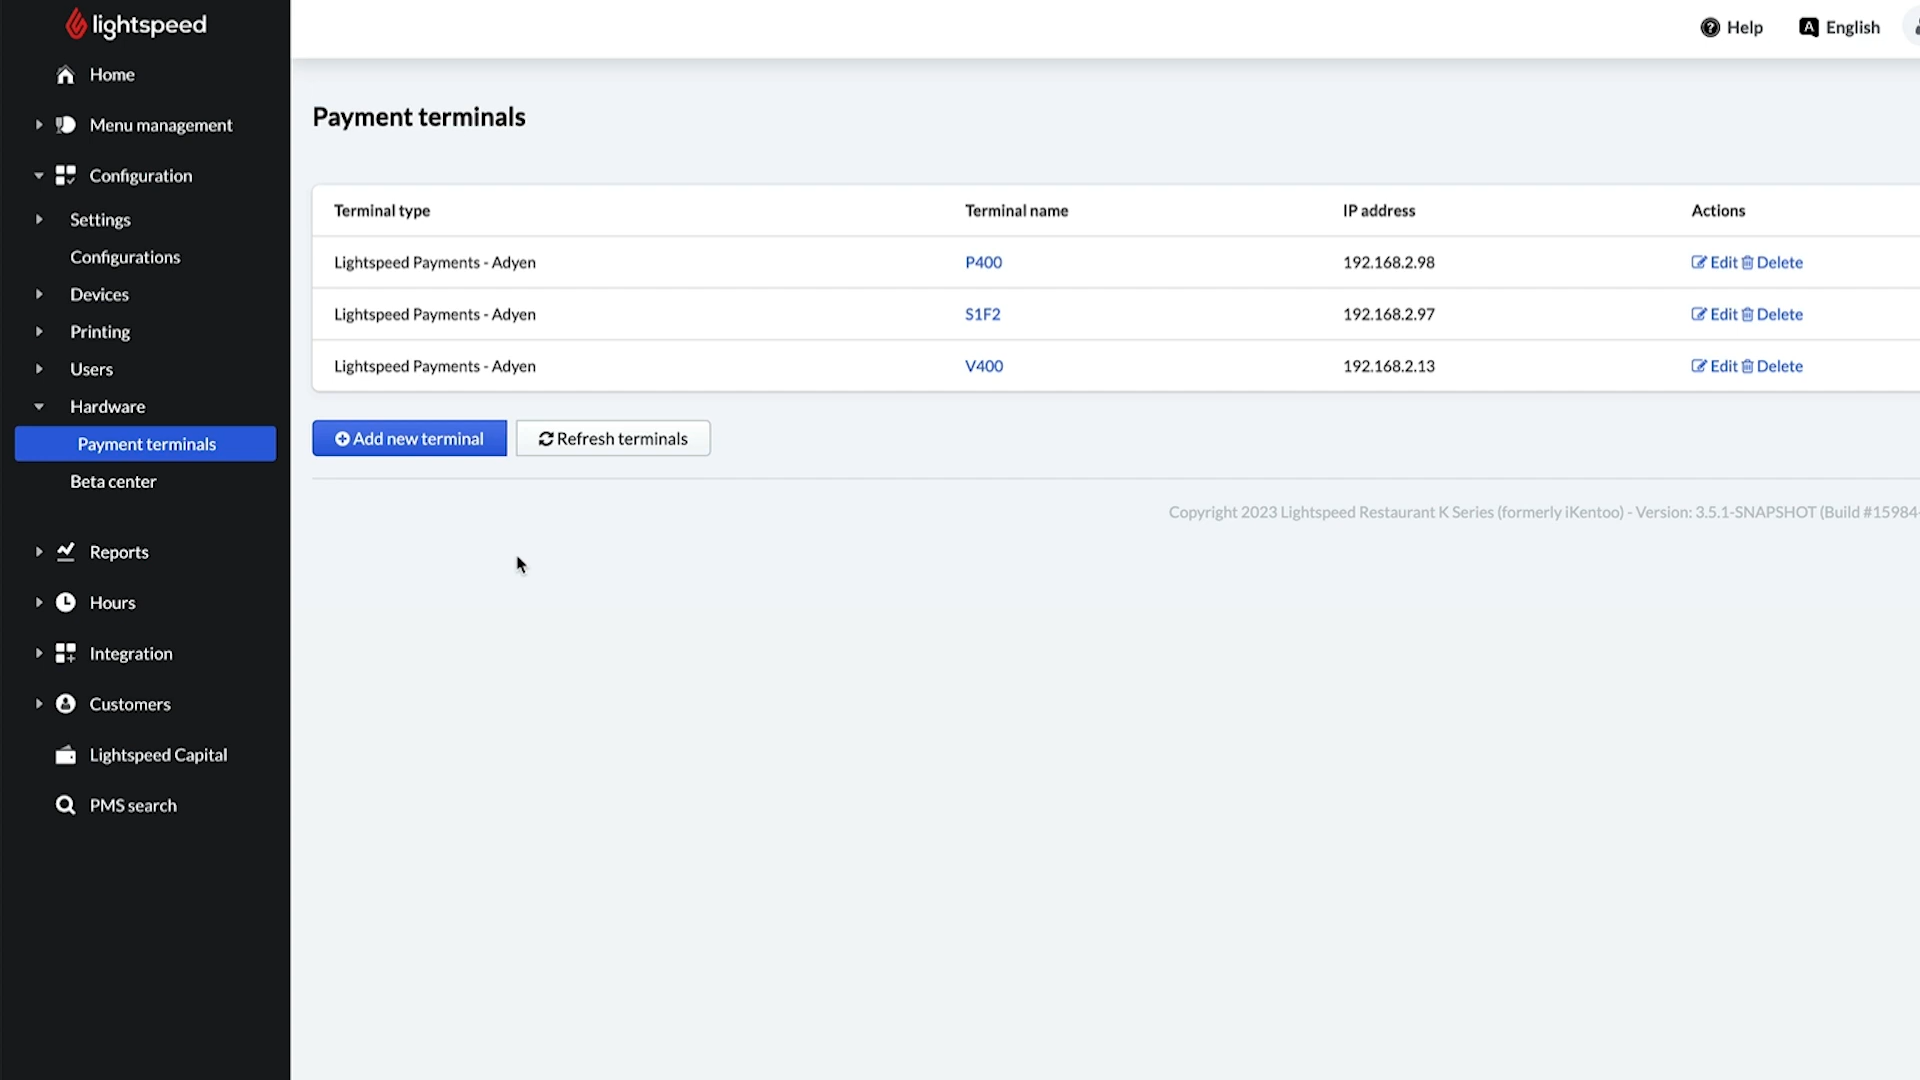 lightspeed
Help
English
Home
Menu management
Configuration
Settings
Configurations
Devices
Printing
Users
Hardware
Payment terminals
Beta center
Reports
Hours
Integration
Customers
Lightspeed Capital
PMS search
Payment terminals
Terminal type Terminal name IP address Actions
Lightspeed Payments - Adyen P400 192.168.2.98 Edit Delete
Lightspeed Payments - Adyen S1F2 192.168.2.97 Edit Delete
Lightspeed Payments - Adyen V400 192.168.2.13 Edit Delete
Add new terminal Refresh terminals
Copyright 2023 Lightspeed Restaurant K Series (formerly iKentoo) - Version: 3.5.1-SNAPSHOT (Build #15984-